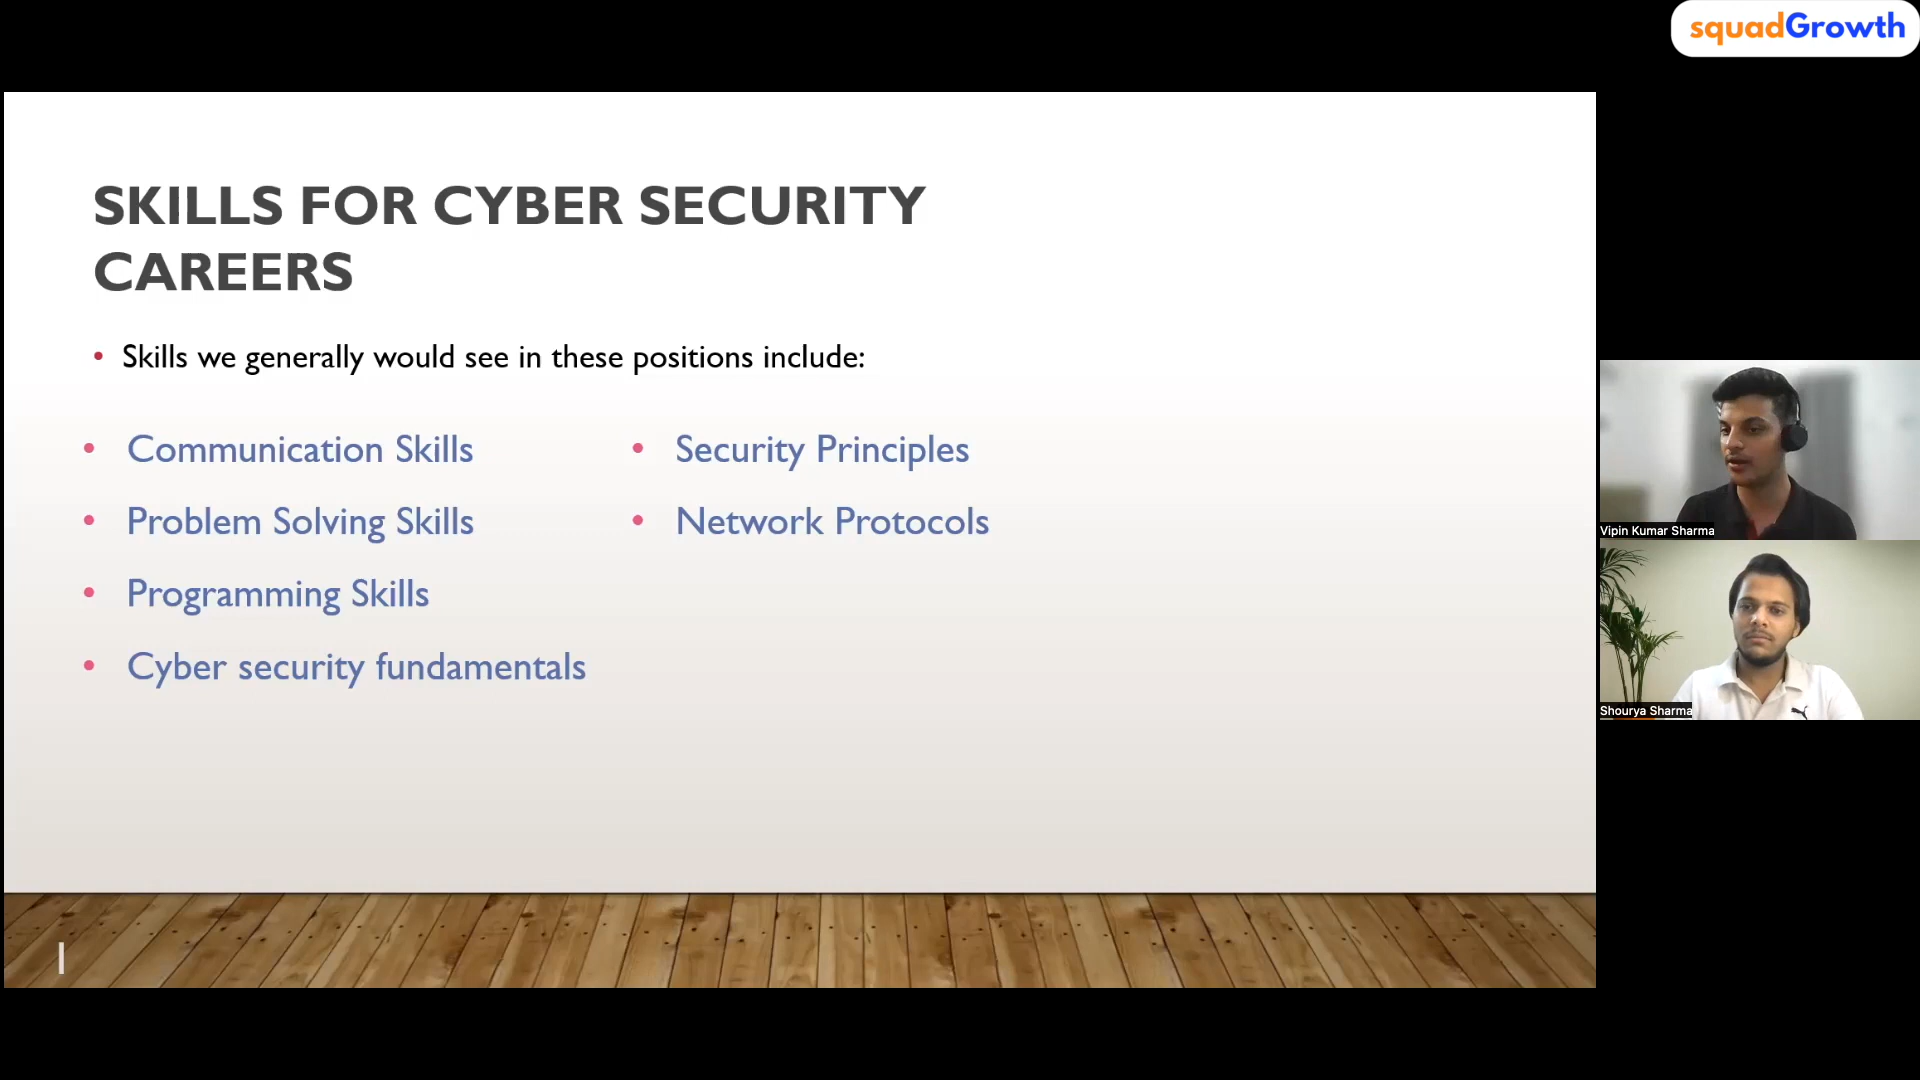 squadGrowth
SKILLS FOR CYBER SECURITY
CAREERS
• Skills we generally would see in these positions include:
• Communication Skills
• Problem Solving Skills
• Programming Skills
• Cyber security fundamentals
• Security Principles
• Network Protocols
Vipin Kumar Sharma
Shourya Sharma